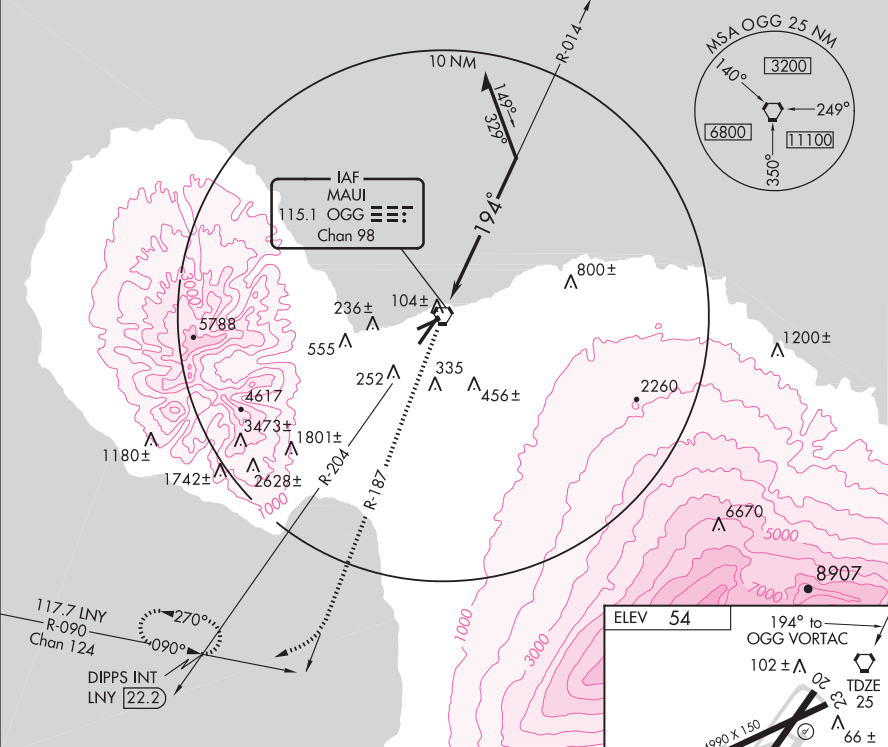 MSA OGG 25 NM
140°
3200
249°
6800
11100
350°
10 NM
R-014
149°
329°
194°
IAF
MAUI
115.1 OGG
Chan 98
3000
5788
236±
104±
555
800±
1200±
252
335
456±
2260
4617
3473±
1801±
1180±
1742±
2628±
1000
R-204
R-187
6670
5000
8907
7000
1000
3000
117.7 LNY
R-090
Chan 124
270°
090°
DIPPS INT
LNY 22.2
ELEV 54
194° to
OGG VORTAC
102 ±
TDZE
25
20
23
4990 X 150
P
66 ±